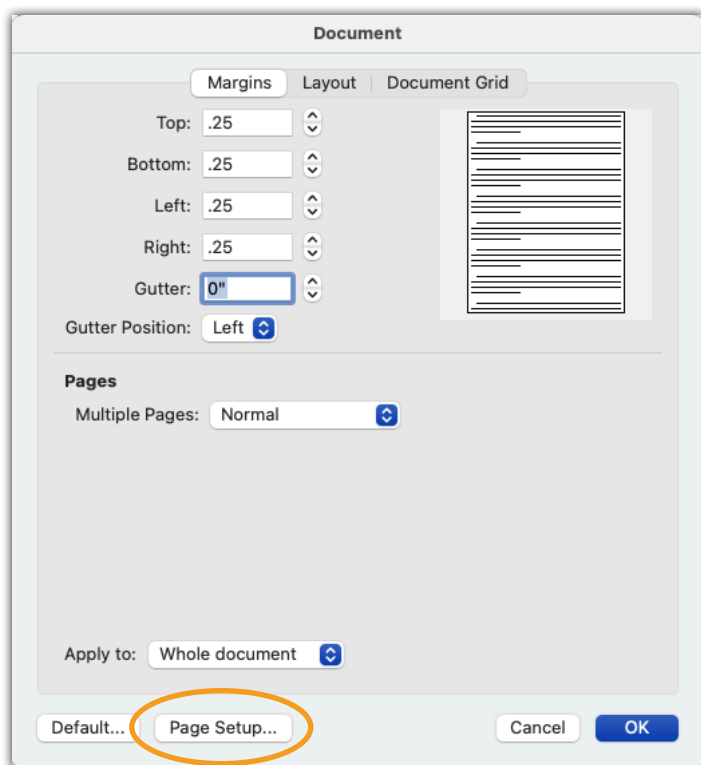 Document
Margins Layout Document Grid
Top: .25
Bottom: .25
Left: .25
Right: .25
Gutter: 0"
Gutter Position: Left
Pages
Multiple Pages: Normal
Apply to: Whole document
Default... Page Setup... Cancel OK